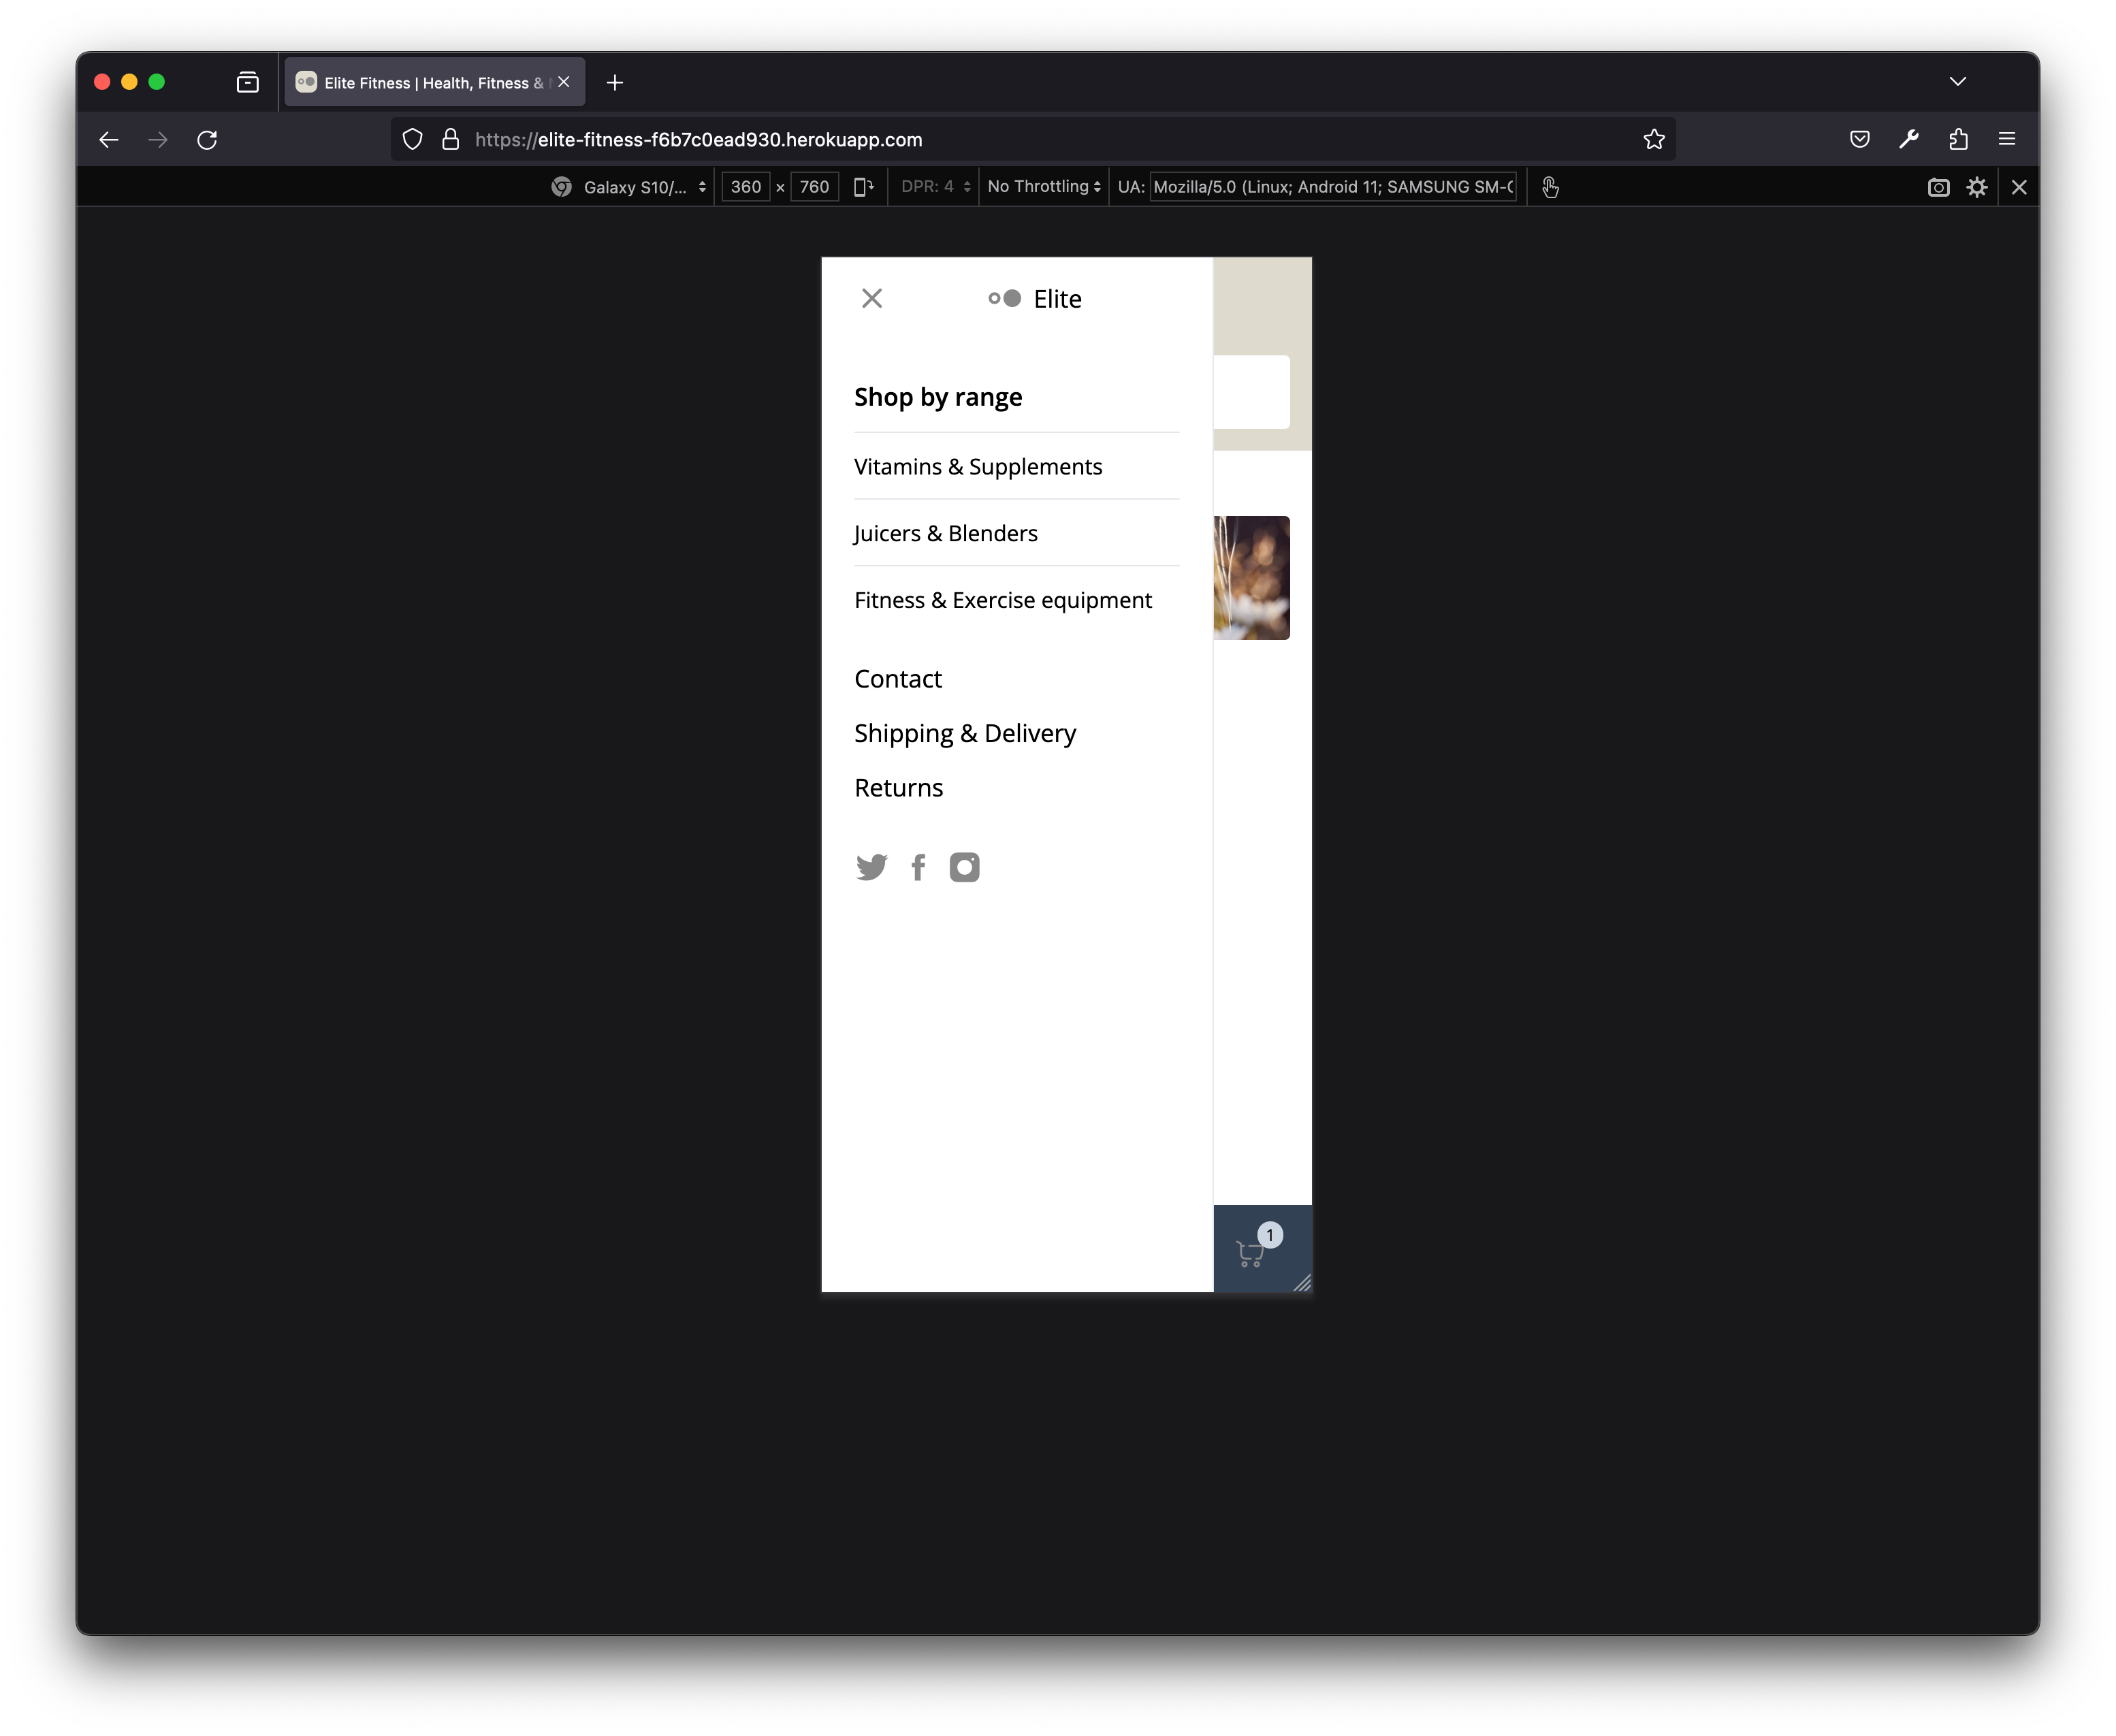 Elite Fitness | Health, Fitness &
https://elite-fitness-f6b7c0ead930.herokuapp.com
Galaxy S10/... 360 × 760 DPR: 4 No Throttling UA: Mozilla/5.0 (Linux; Android 11; SAMSUNG SM-
Elite
Shop by range
Vitamins & Supplements
Juicers & Blenders
Fitness & Exercise equipment
Contact
Shipping & Delivery
Returns
1